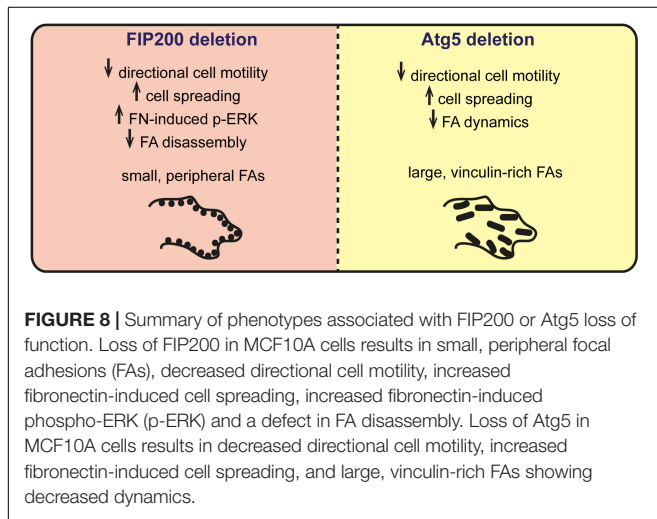 FIP200 deletion
↓ directional cell motility
↑ cell spreading
↑ FN-induced p-ERK
↓ FA disassembly
small, peripheral FAs
Atg5 deletion
↓ directional cell motility
↑ cell spreading
↓ FA dynamics
large, vinculin-rich FAs
FIGURE 8 | Summary of phenotypes associated with FIP200 or Atg5 loss of
function. Loss of FIP200 in MCF10A cells results in small, peripheral focal
adhesions (FAs), decreased directional cell motility, increased
fibronectin-induced cell spreading, increased fibronectin-induced
phospho-ERK (p-ERK) and a defect in FA disassembly. Loss of Atg5 in
MCF10A cells results in decreased directional cell motility, increased
fibronectin-induced cell spreading, and large, vinculin-rich FAs showing
decreased dynamics.